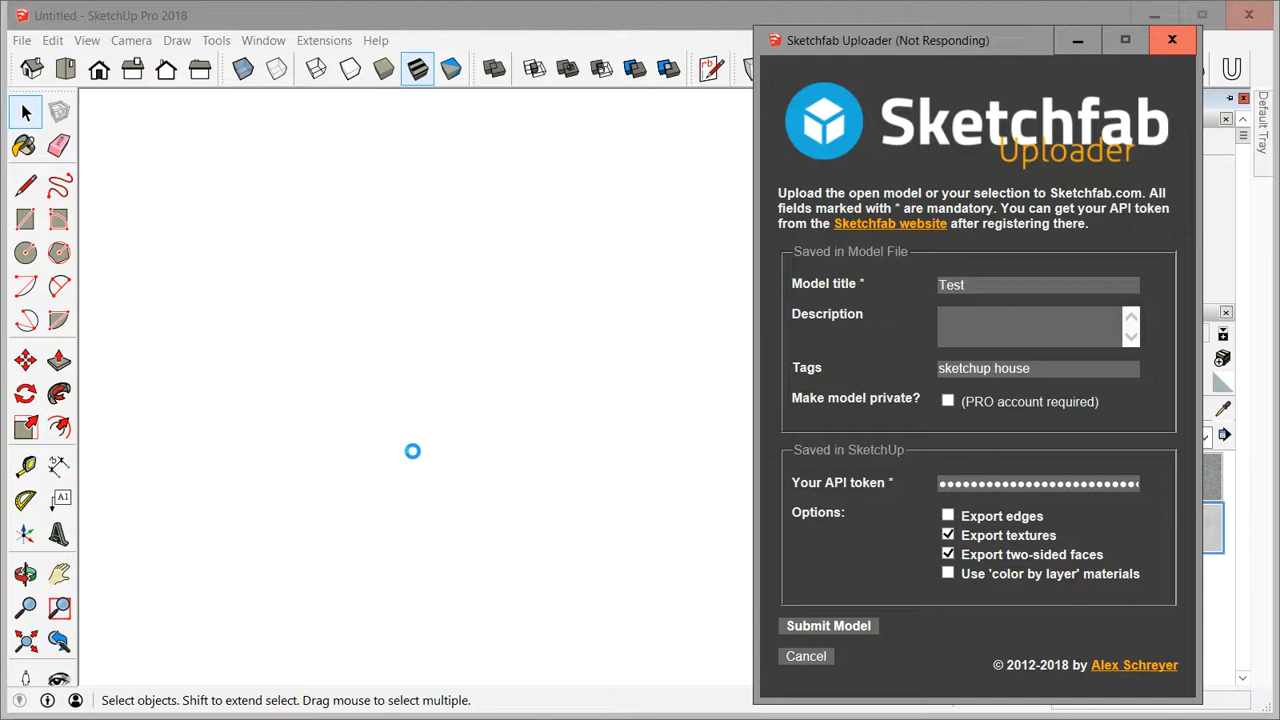 Untitled - SketchUp Pro 2018
File Edit View Camera Draw Tools Window Extensions Help
Sketchfab Uploader (Not Responding)
Sketchfab
Uploader
Upload the open model or your selection to Sketchfab.com. All
fields marked with * are mandatory. You can get your API token
from the Sketchfab website after registering there.
Saved in Model File
Model title * Test
Description
Tags sketchup house
Make model private? (PRO account required)
Saved in SketchUp
Your API token *
Options: Export edges
Export textures
Export two-sided faces
Use 'color by layer' materials
Submit Model
Cancel
© 2012-2018 by Alex Schreyer
Default Tray
rb
A1
Select objects. Shift to extend select. Drag mouse to select multiple.